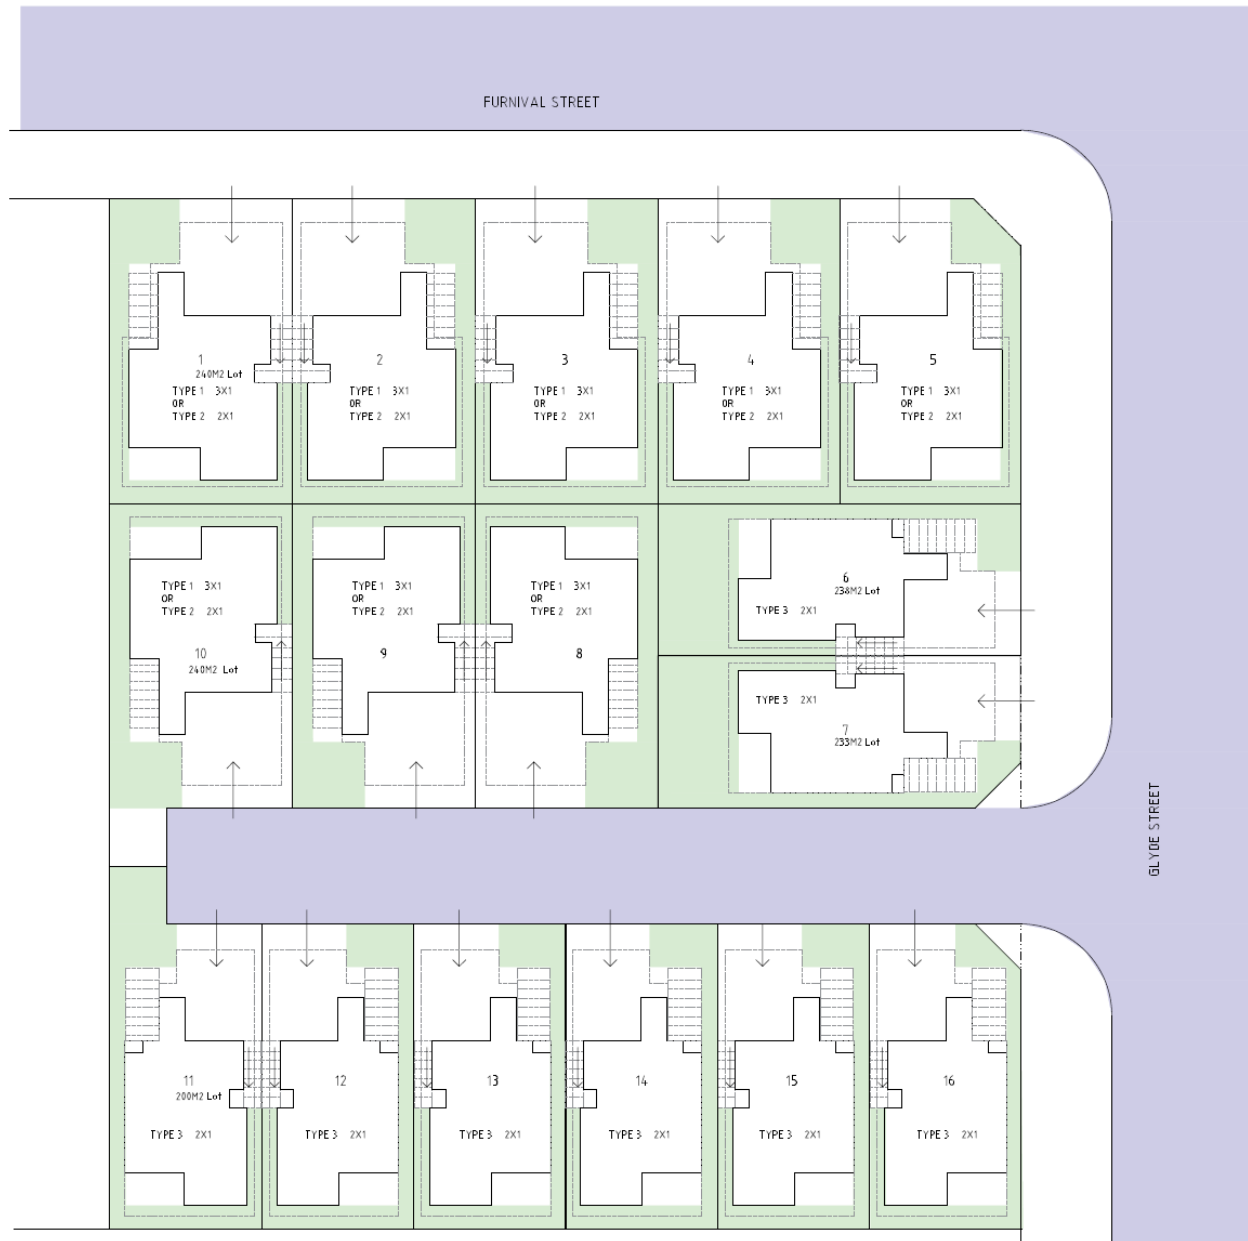 FURNIVAL STREET
1
240M2 Lot
TYPE 1 3X1
OR
TYPE 2 2X1
2
TYPE 1 3X1
OR
TYPE 2 2X1
3
TYPE 1 3X1
OR
TYPE 2 2X1
4
TYPE 1 3X1
OR
TYPE 2 2X1
5
TYPE 1 3X1
OR
TYPE 2 2X1
TYPE 1 3X1
OR
TYPE 2 2X1
10
240M2 Lot
TYPE 1 3X1
OR
TYPE 2 2X1
9
TYPE 1 3X1
OR
TYPE 2 2X1
8
6
238M2 Lot
TYPE 3 2X1
TYPE 3 2X1
7
233M2 Lot
GLYDE STREET
11
200M2 Lot
TYPE 3 2X1
12
TYPE 3 2X1
13
TYPE 3 2X1
14
TYPE 3 2X1
15
TYPE 3 2X1
16
TYPE 3 2X1